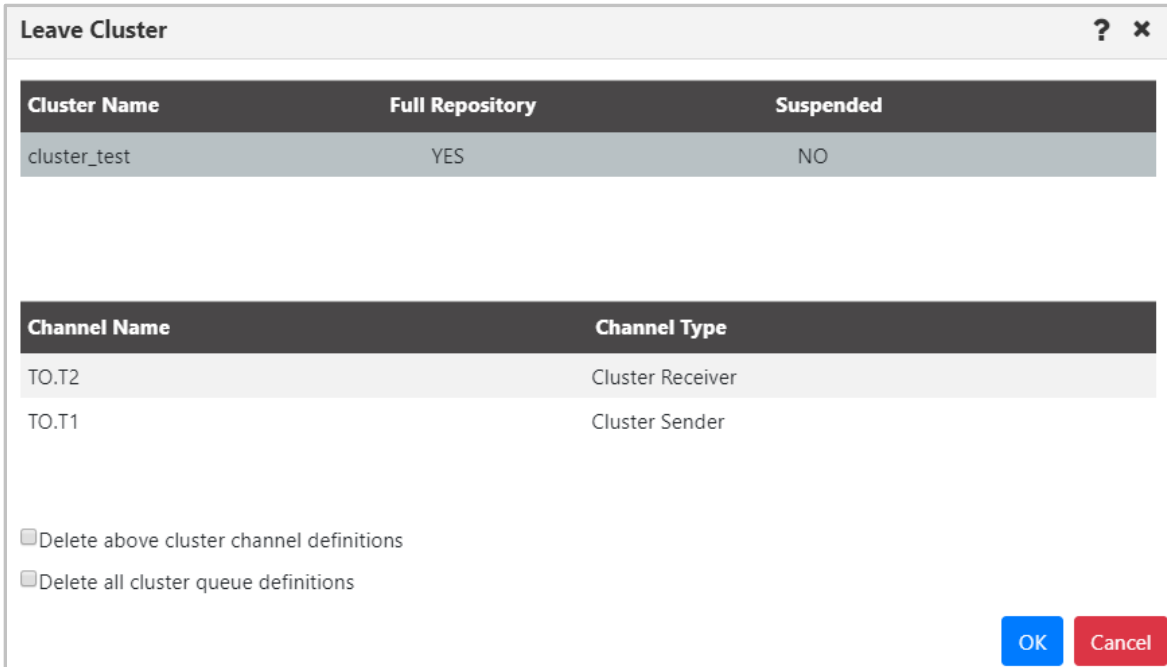 Leave Cluster ? ×
Cluster Name Full Repository Suspended
cluster_test YES NO
Channel Name Channel Type
TO.T2 Cluster Receiver
TO.T1 Cluster Sender
Delete above cluster channel definitions
Delete all cluster queue definitions
OK Cancel